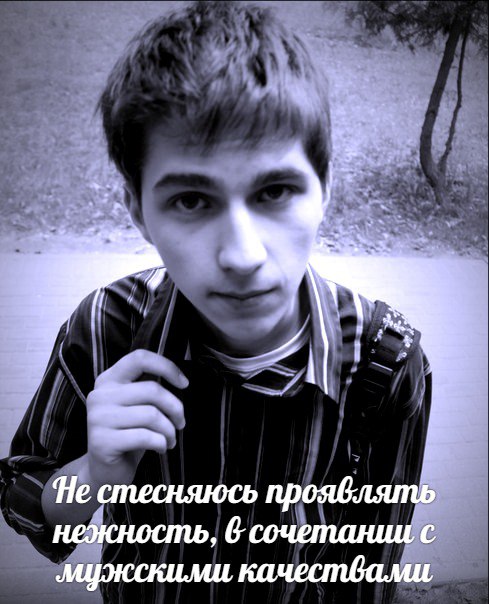 Не стесняюсь проявлять
нежность, в сочетании с
мужскими качествами